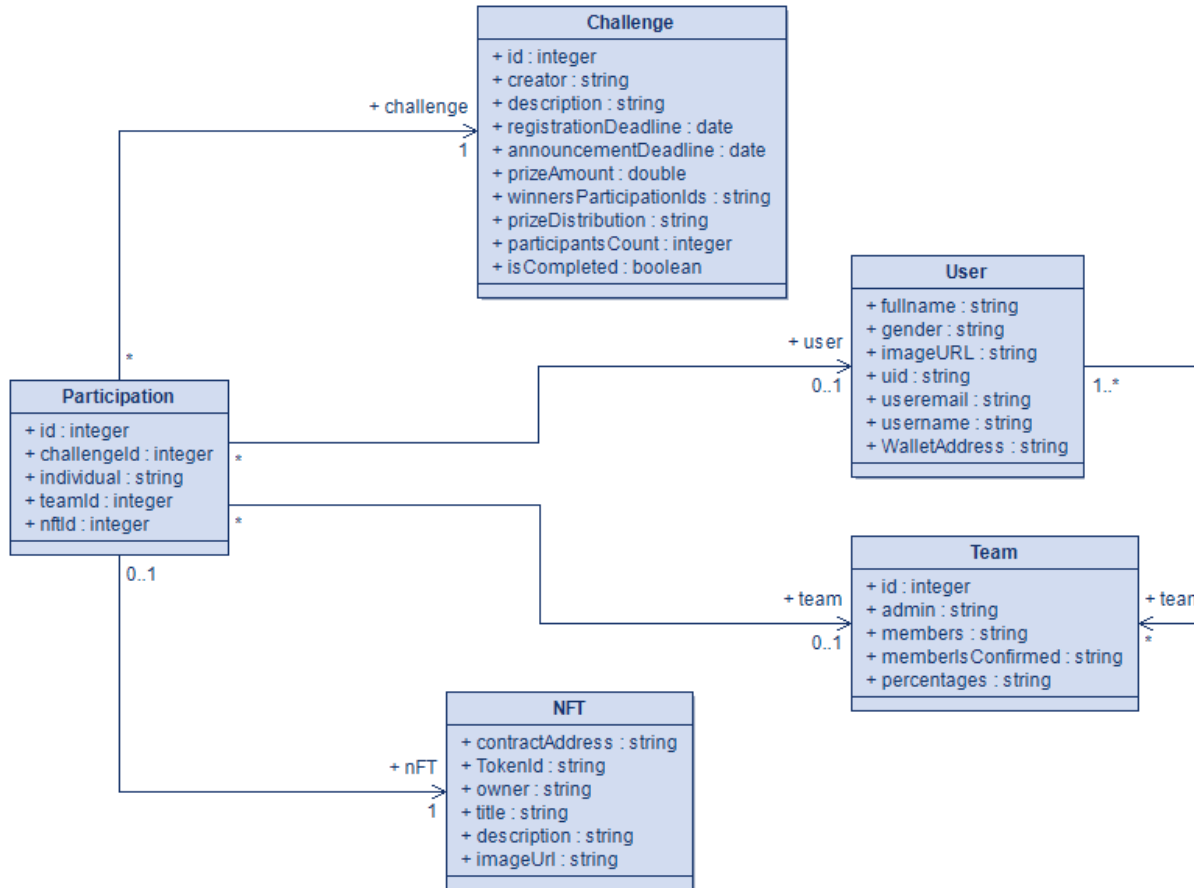 Challenge
+ id : integer
+ creator : string
+ description : string
+ registrationDeadline : date
+ announcementDeadline : date
+ prizeAmount : double
+ winnersParticipationIds : string
+ prizeDistribution : string
+ participantsCount : integer
+ isCompleted : boolean
+ challenge
1
*
User
+ fullname : string
+ gender : string
+ imageURL : string
+ uid : string
+ useremail : string
+ username : string
+ WalletAddress : string
+ user
0..1
1..*
Participation
+ id : integer
+ challengeId : integer
+ individual : string
+ teamId : integer
+ nftId : integer
*
*
0..1
Team
+ id : integer
+ admin : string
+ members : string
+ memberIsConfirmed : string
+ percentages : string
+ team
0..1
+ team
*
NFT
+ contractAddress : string
+ TokenId : string
+ owner : string
+ title : string
+ description : string
+ imageUrl : string
+ nFT
1